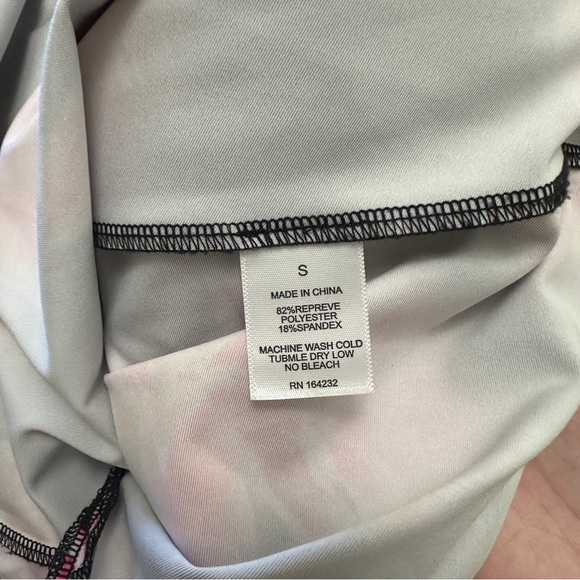 S
MADE IN CHINA
82%REPREVE
POLYESTER
18%SPANDEX
MACHINE WASH COLD
TUBMLE DRY LOW
NO BLEACH
RN 164232